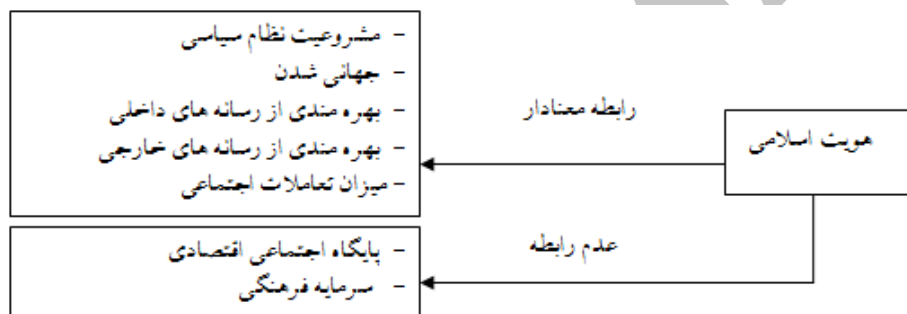 هویت اسلامی
رابطه معنادار
- مشروعیت نظام سیاسی
- جهانی شدن
- بهره مندی از رسانه های داخلی
- بهره مندی از رسانه های خارجی
- میزان تعاملات اجتماعی
عدم رابطه
- پایگاه اجتماعی اقتصادی
- سرمایه فرهنگی